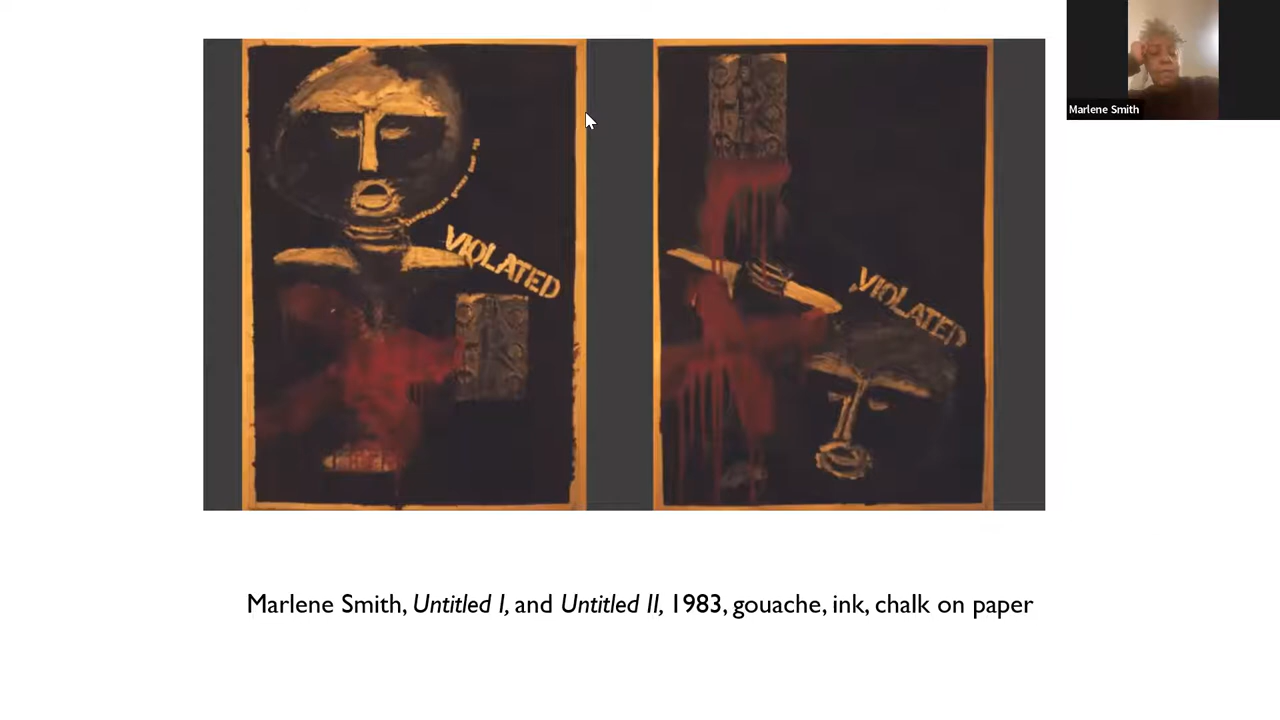 Marlene Smith
VIOLATED
VIOLATED
Marlene Smith, Untitled I, and Untitled II, 1983, gouache, ink, chalk on paper